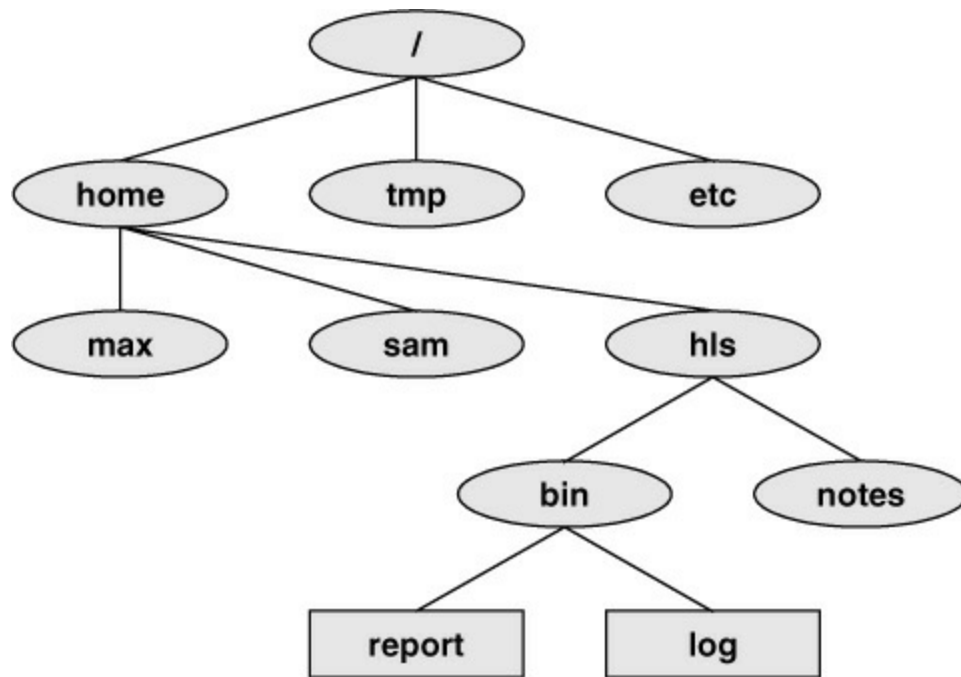 /
home
tmp
etc
max
sam
hls
bin
notes
report
log